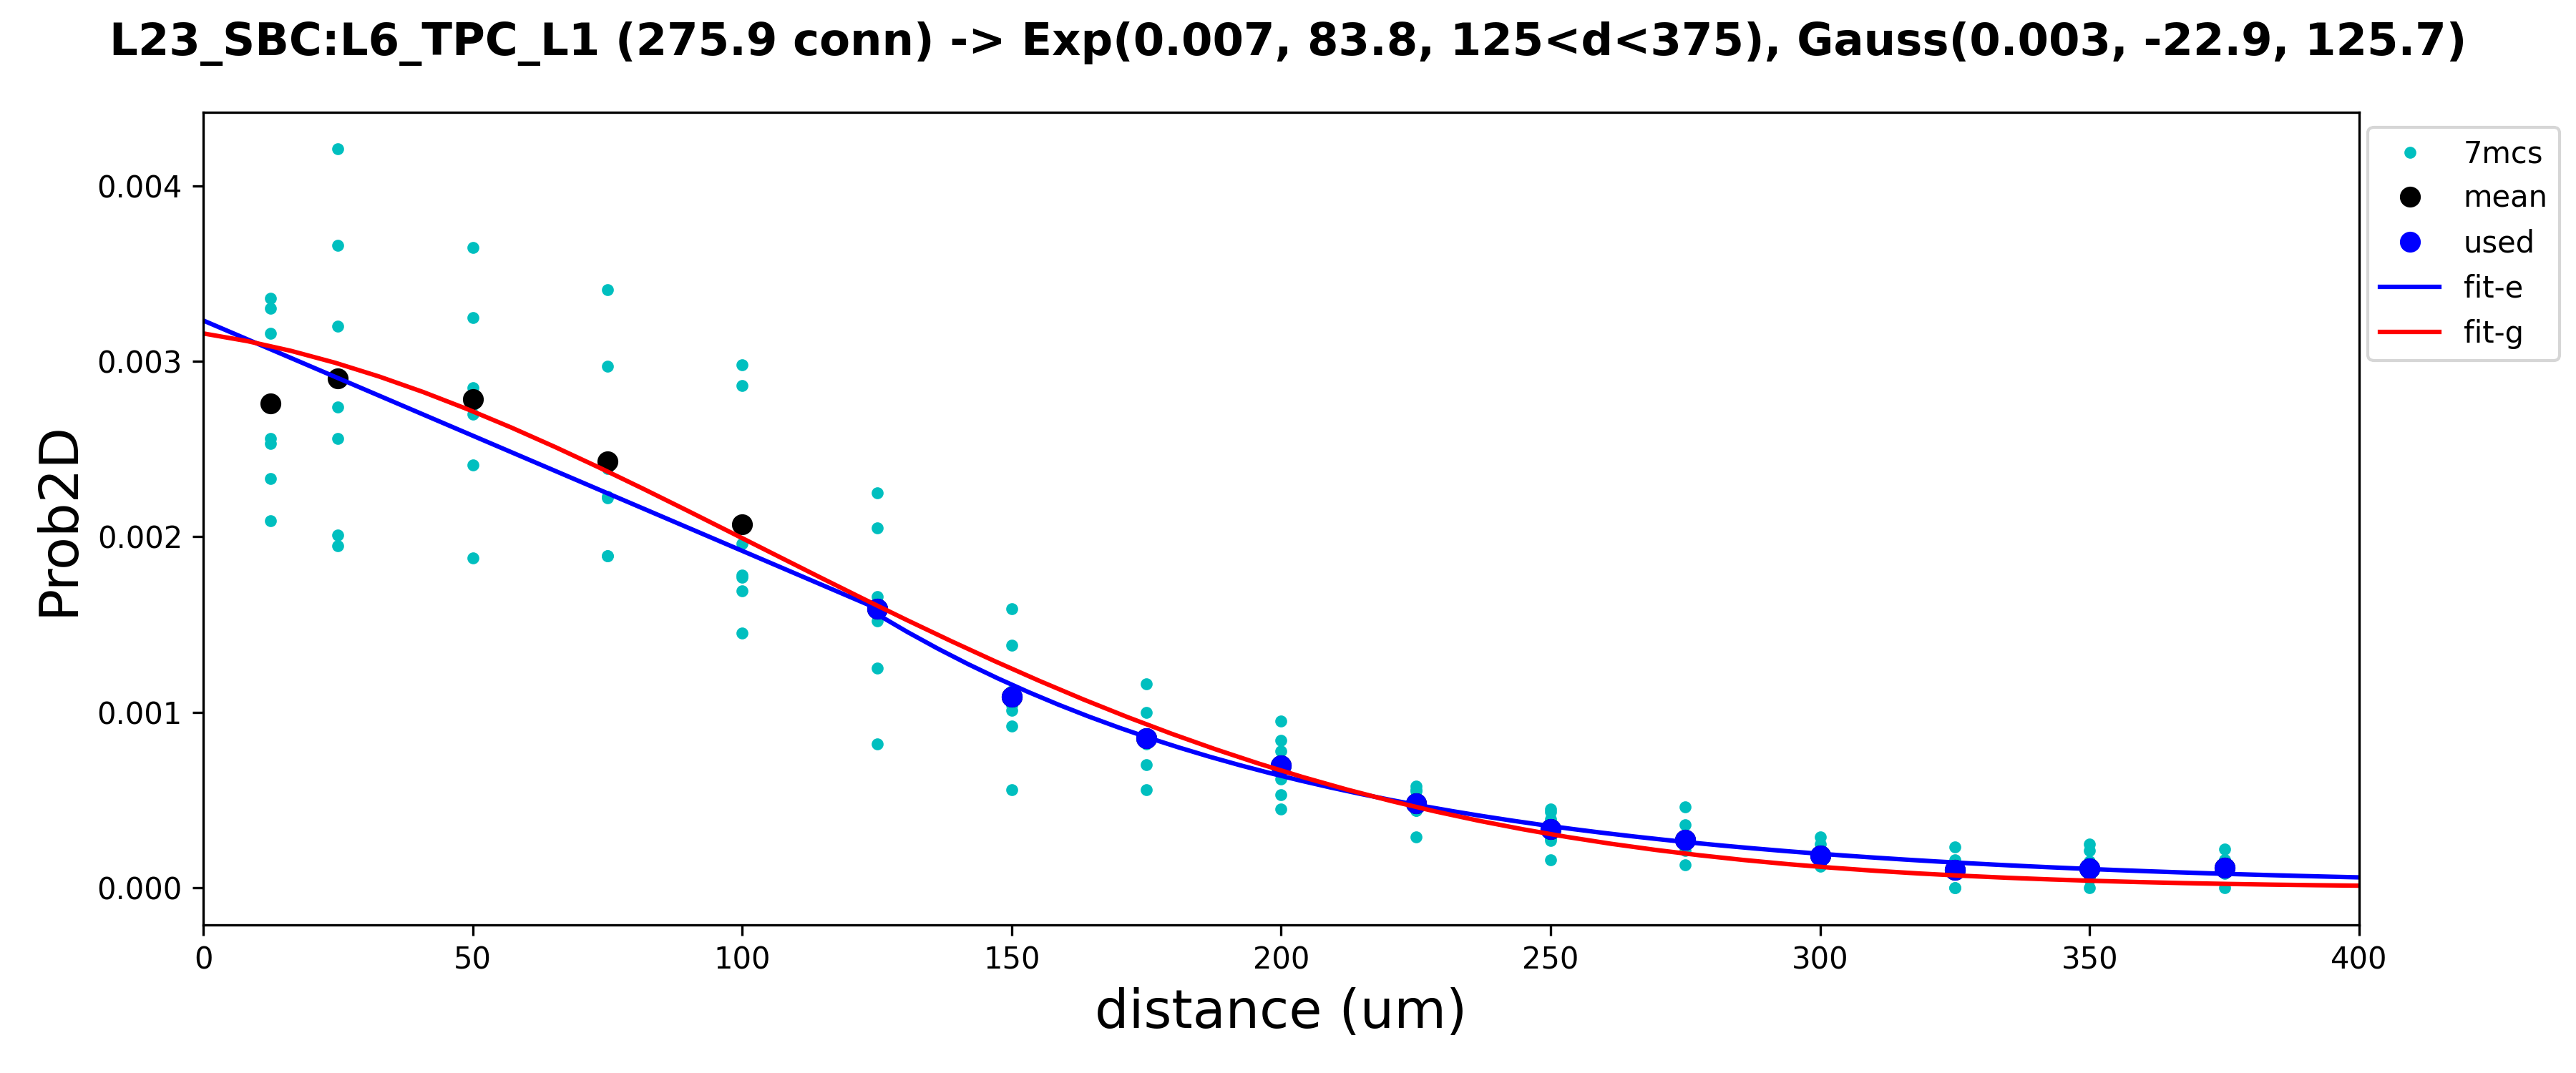 L23_SBC:L6_TPC_L1 (275.9 conn) -> Exp(0.007, 83.8, 125<d<375), Gauss(0.003, -22.9, 125.7)
7mcs
mean
used
fit-e
fit-g
0.004
0.003
0.002
0.001
0.000
Prob2D
0 50 100 150 200 250 300 350 400
distance (um)